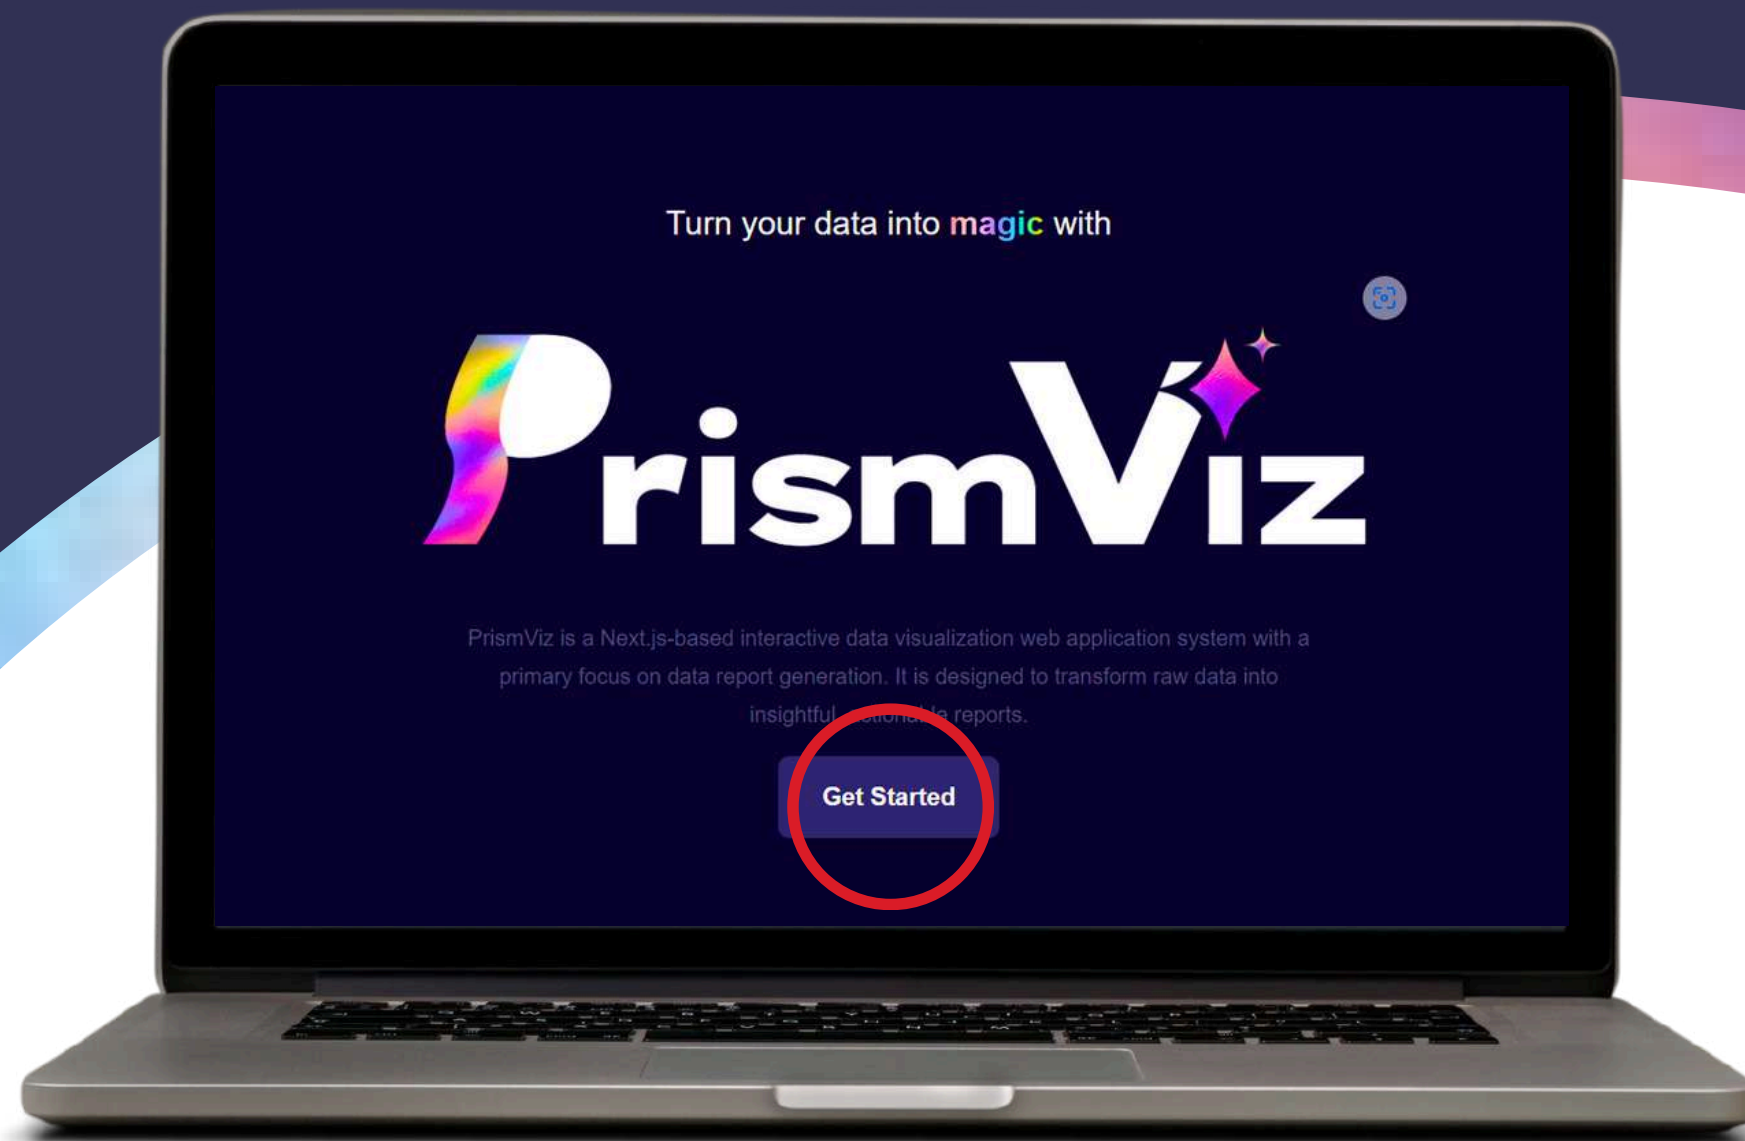 Turn your data into magic with
PrismViz
PrismViz is a Next.js-based interactive data visualization web application system with a
primary focus on data report generation. It is designed to transform raw data into
insightful, actionable reports.
Get Started